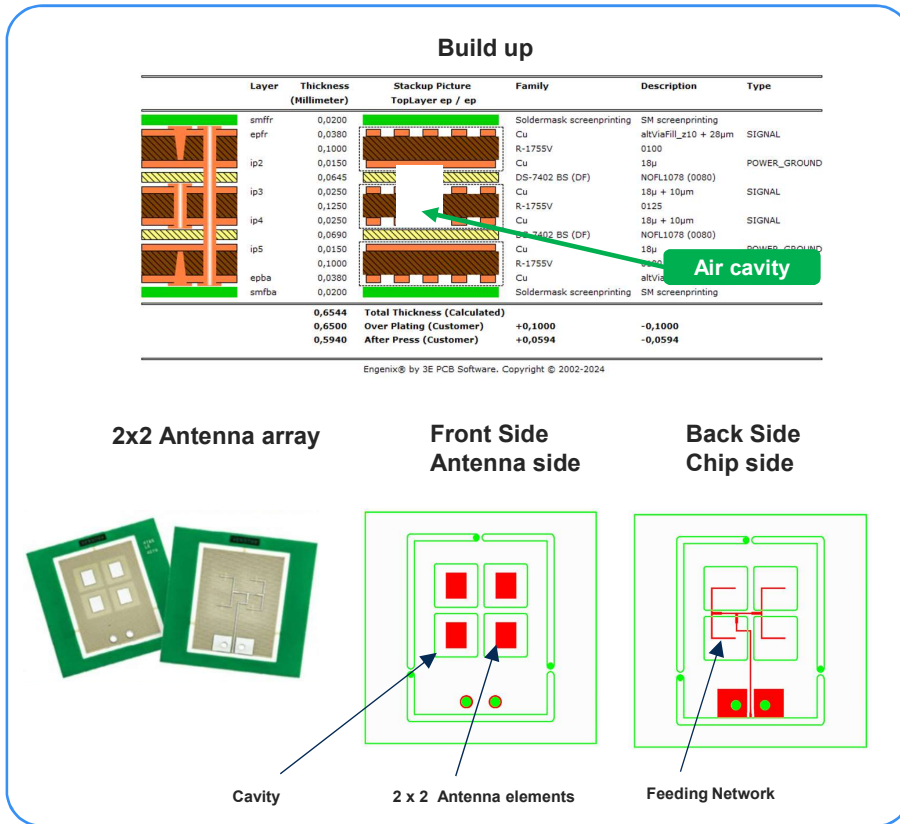 Build up
Layer Thickness Stackup Picture Family Description Type
(Millimeter) TopLayer ep / ep
smffr 0,0200 Soldermask screenprinting SM screenprinting
epfr 0,0380 Cu altViaFill_z10 + 28µm SIGNAL
0,1000 R-1755V 0100
ip2 0,0150 Cu 18µ POWER_GROUND
0,0645 DS-7402 BS (DF) NOFL1078 (0080)
ip3 0,0250 Cu 18µ + 10µm SIGNAL
0,1250 R-1755V 0125
ip4 0,0250 Cu 18µ + 10µm SIGNAL
0,0690 BS (DF) NOFL1078 (0080)
ip5 0,0150 Cu 18µ
0,1000 R-1755V
Air cavity
epba 0,0380 Cu
smfba 0,0200 Soldermask screenprinting SM screenprinting
0,6544 Total Thickness (Calculated)
0,6500 Over Plating (Customer) +0,1000 -0,1000
0,5940 After Press (Customer) +0,0594 -0,0594
Engenix® by 3E PCB Software. Copyright © 2002-2024
2x2 Antenna array
Front Side
Antenna side
Back Side
Chip side
Cavity
2 x 2 Antenna elements
Feeding Network